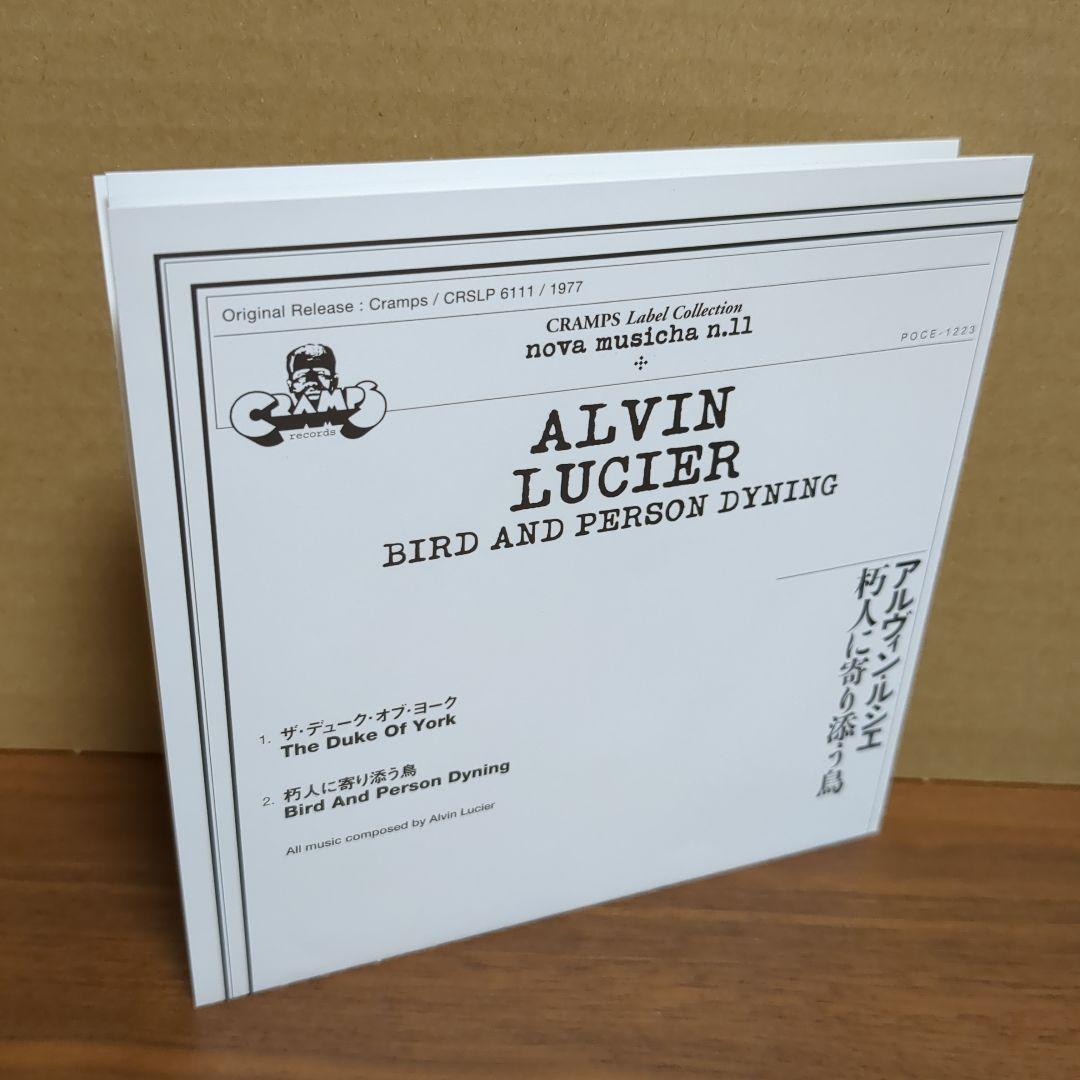 Original Release : Cramps / CRSLP 6111 / 1977
CRAMPS Label Collection
nova musicha n.11
POCE-1223
CRAMPS
records
ALVIN
LUCIER
BIRD AND PERSON DYNING
アルヴィン・ルシエ
朽人に寄り添う鳥
1. ザ・デューク・オブ・ヨーク
The Duke Of York
2. 朽人に寄り添う鳥
Bird And Person Dyning
All music composed by Alvin Lucier